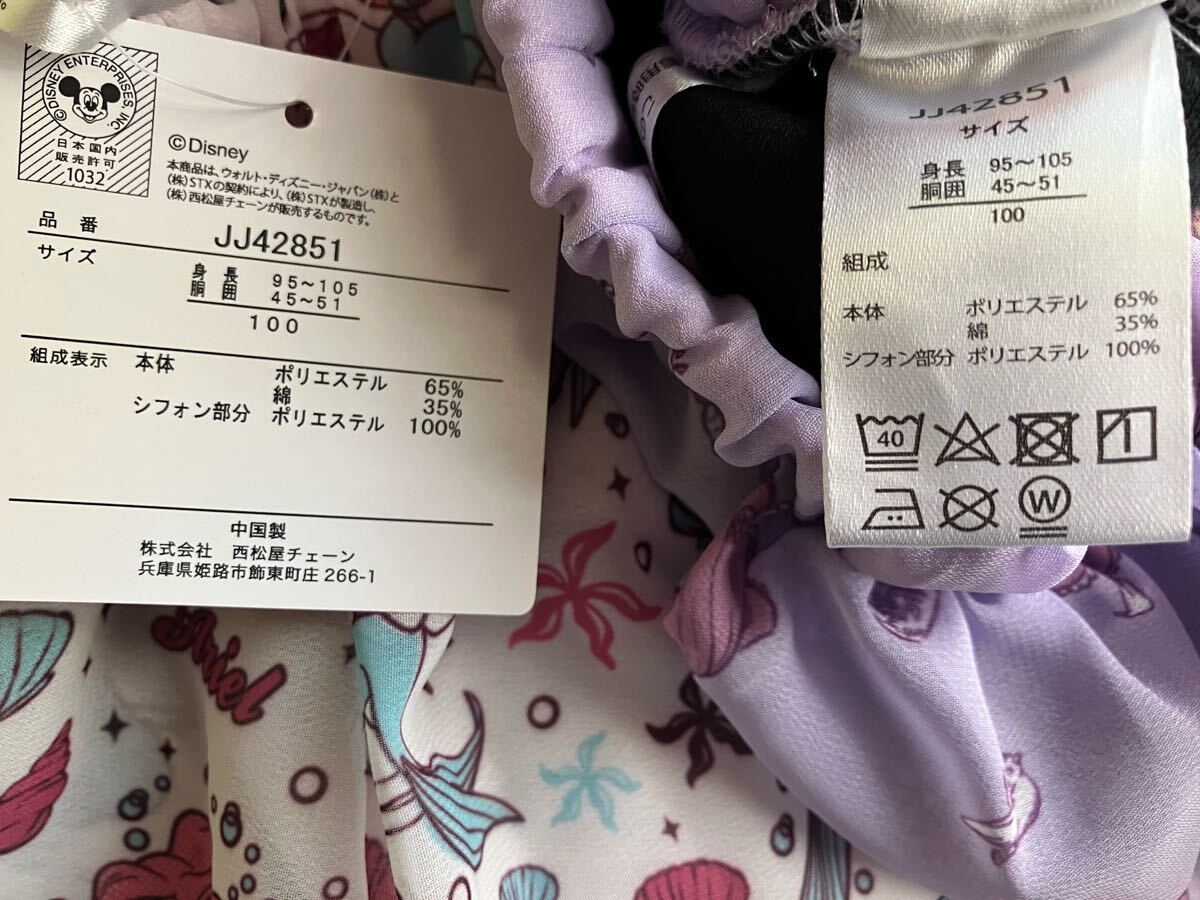 © DISNEY ENTERPRISES, INC.
日本国内
販売許可
1032
©Disney
本商品は、ウォルト・ディズニー・ジャパン(株)と
(株)STXの契約により、(株)STXが製造し、
(株)西松屋チェーンが販売するものです。
品番 JJ42851
サイズ
身長 95~105
胴囲 45~51
100
組成表示 本体 ポリエステル 65%
綿 35%
シフォン部分 ポリエステル 100%
中国製
株式会社 西松屋チェーン
兵庫県姫路市飾東町庄266-1
JJ42851
サイズ
身長 95~105
胴囲 45~51
100
組成
本体 ポリエステル 65%
綿 35%
シフォン部分 ポリエステル 100%
40
W
Ariel